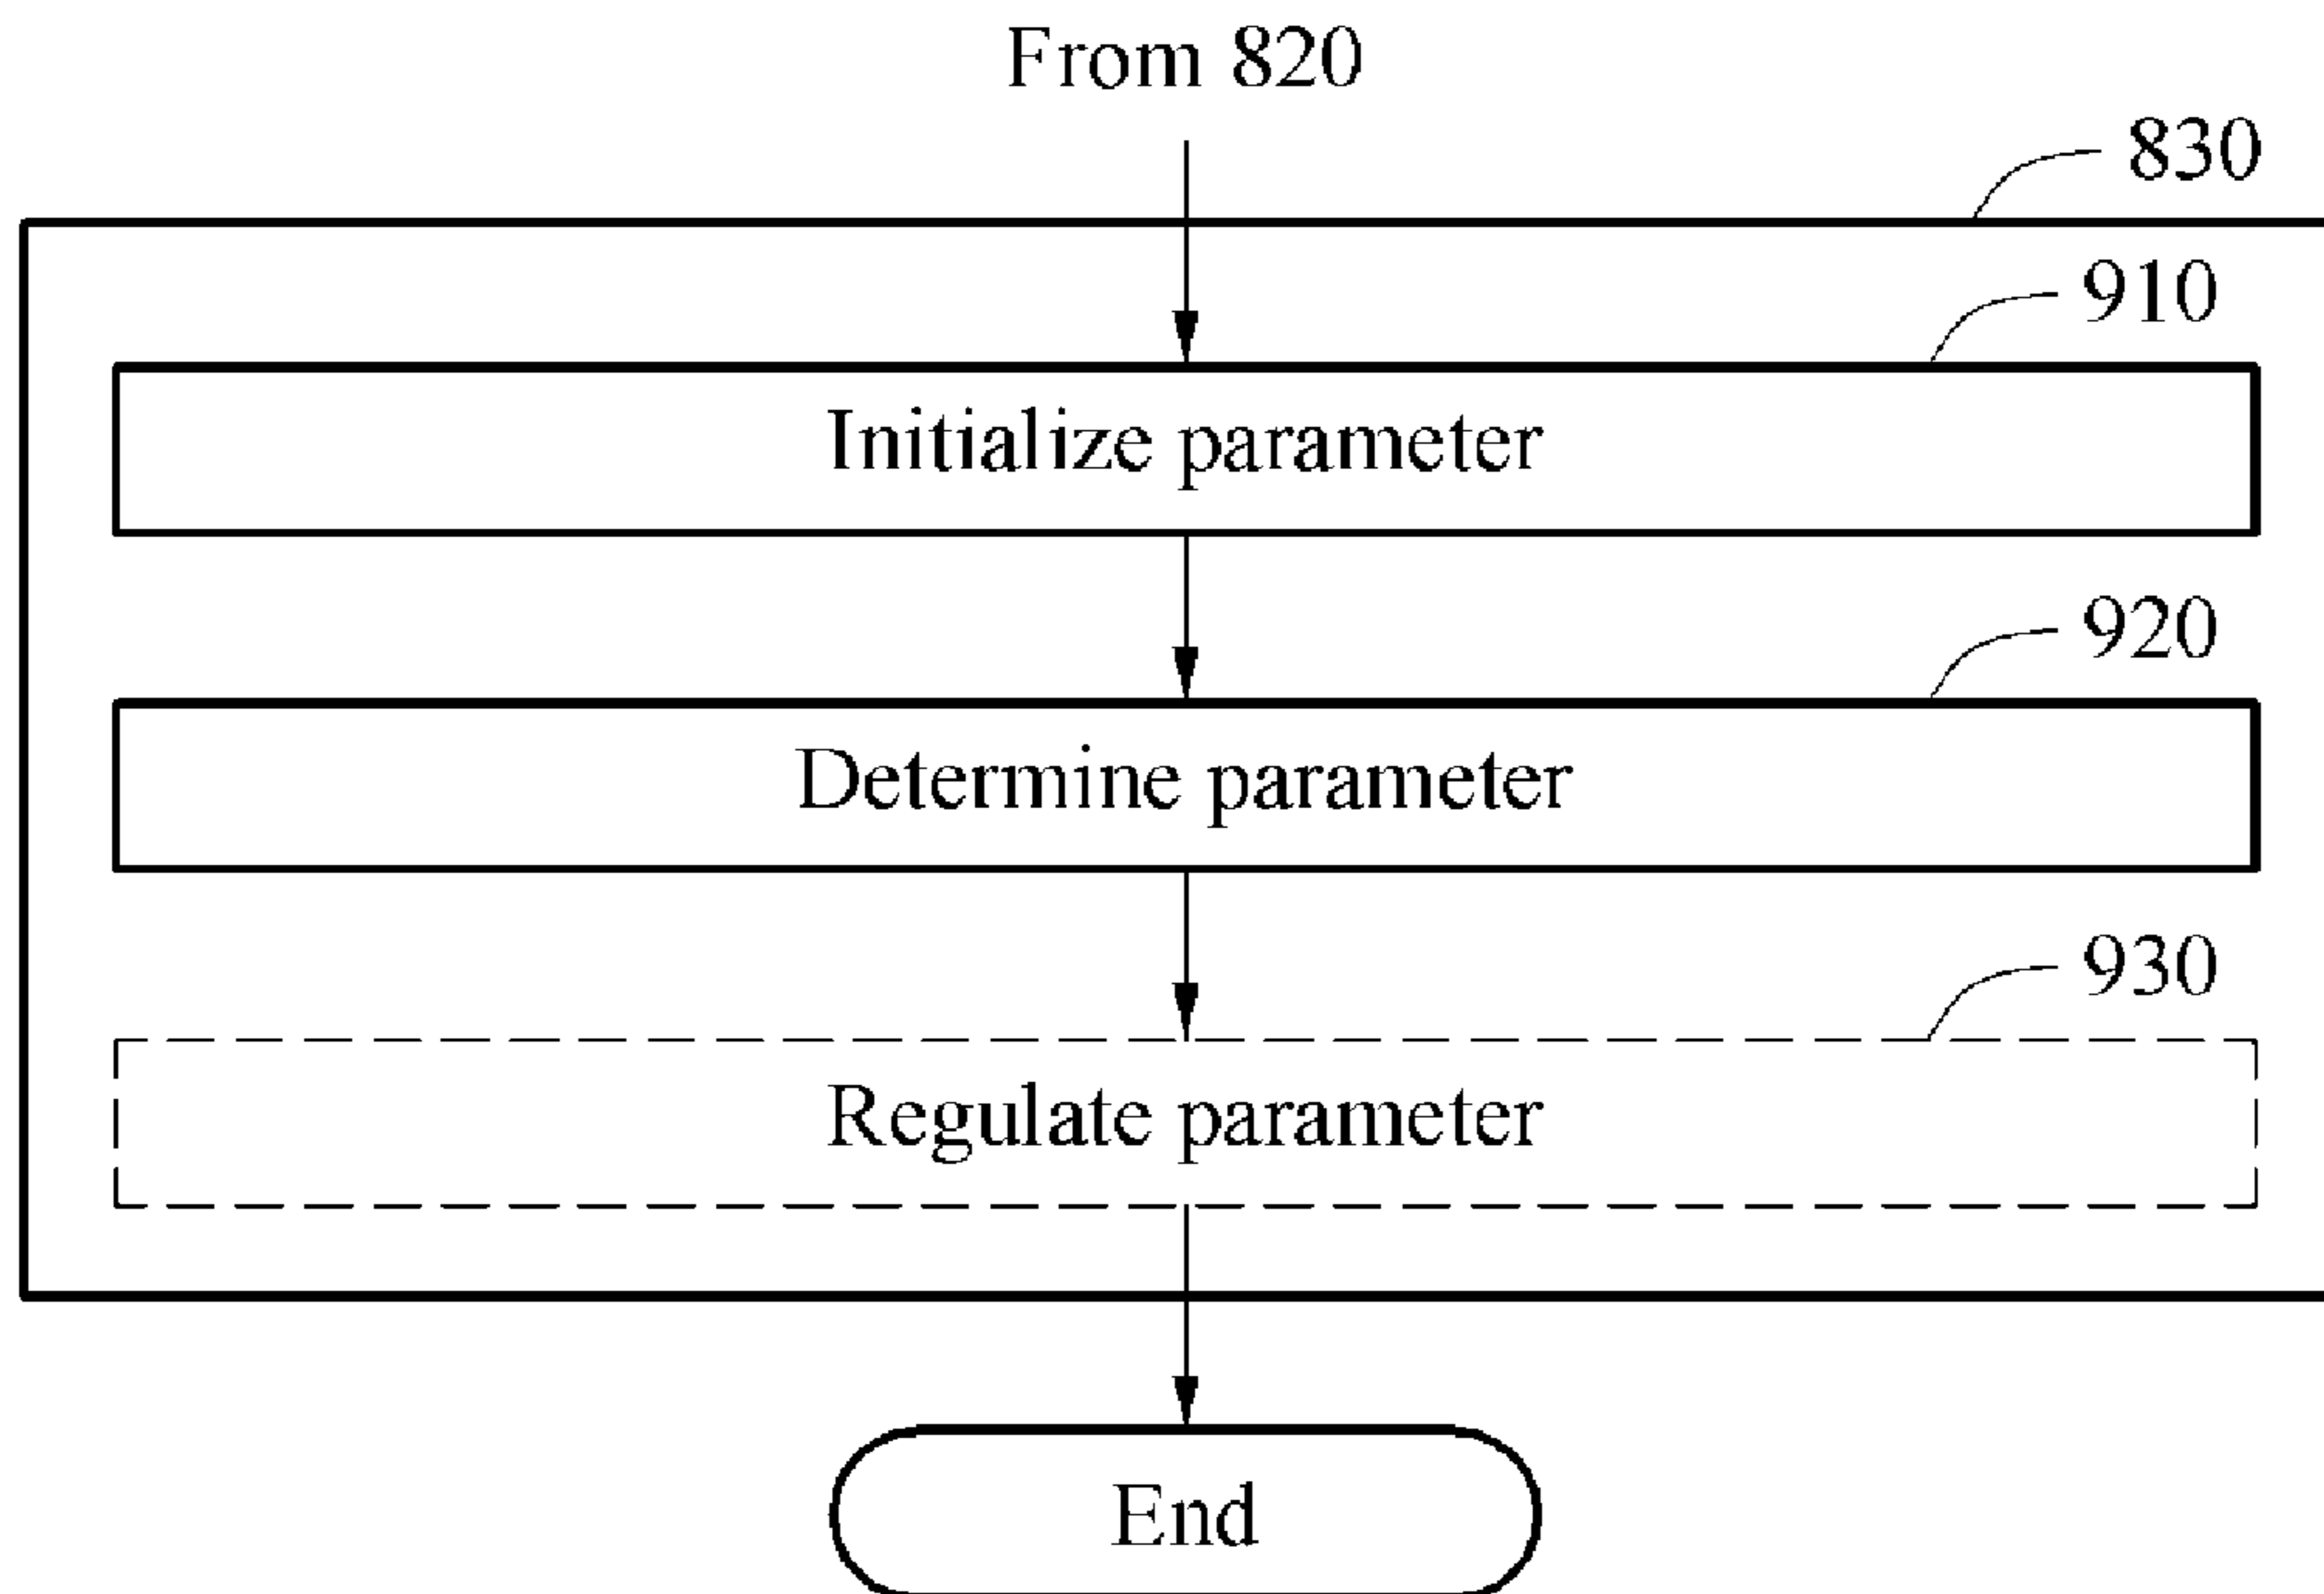 From 820
830
910
Initialize parameter
920
Determine parameter
930
Regulate parameter
End